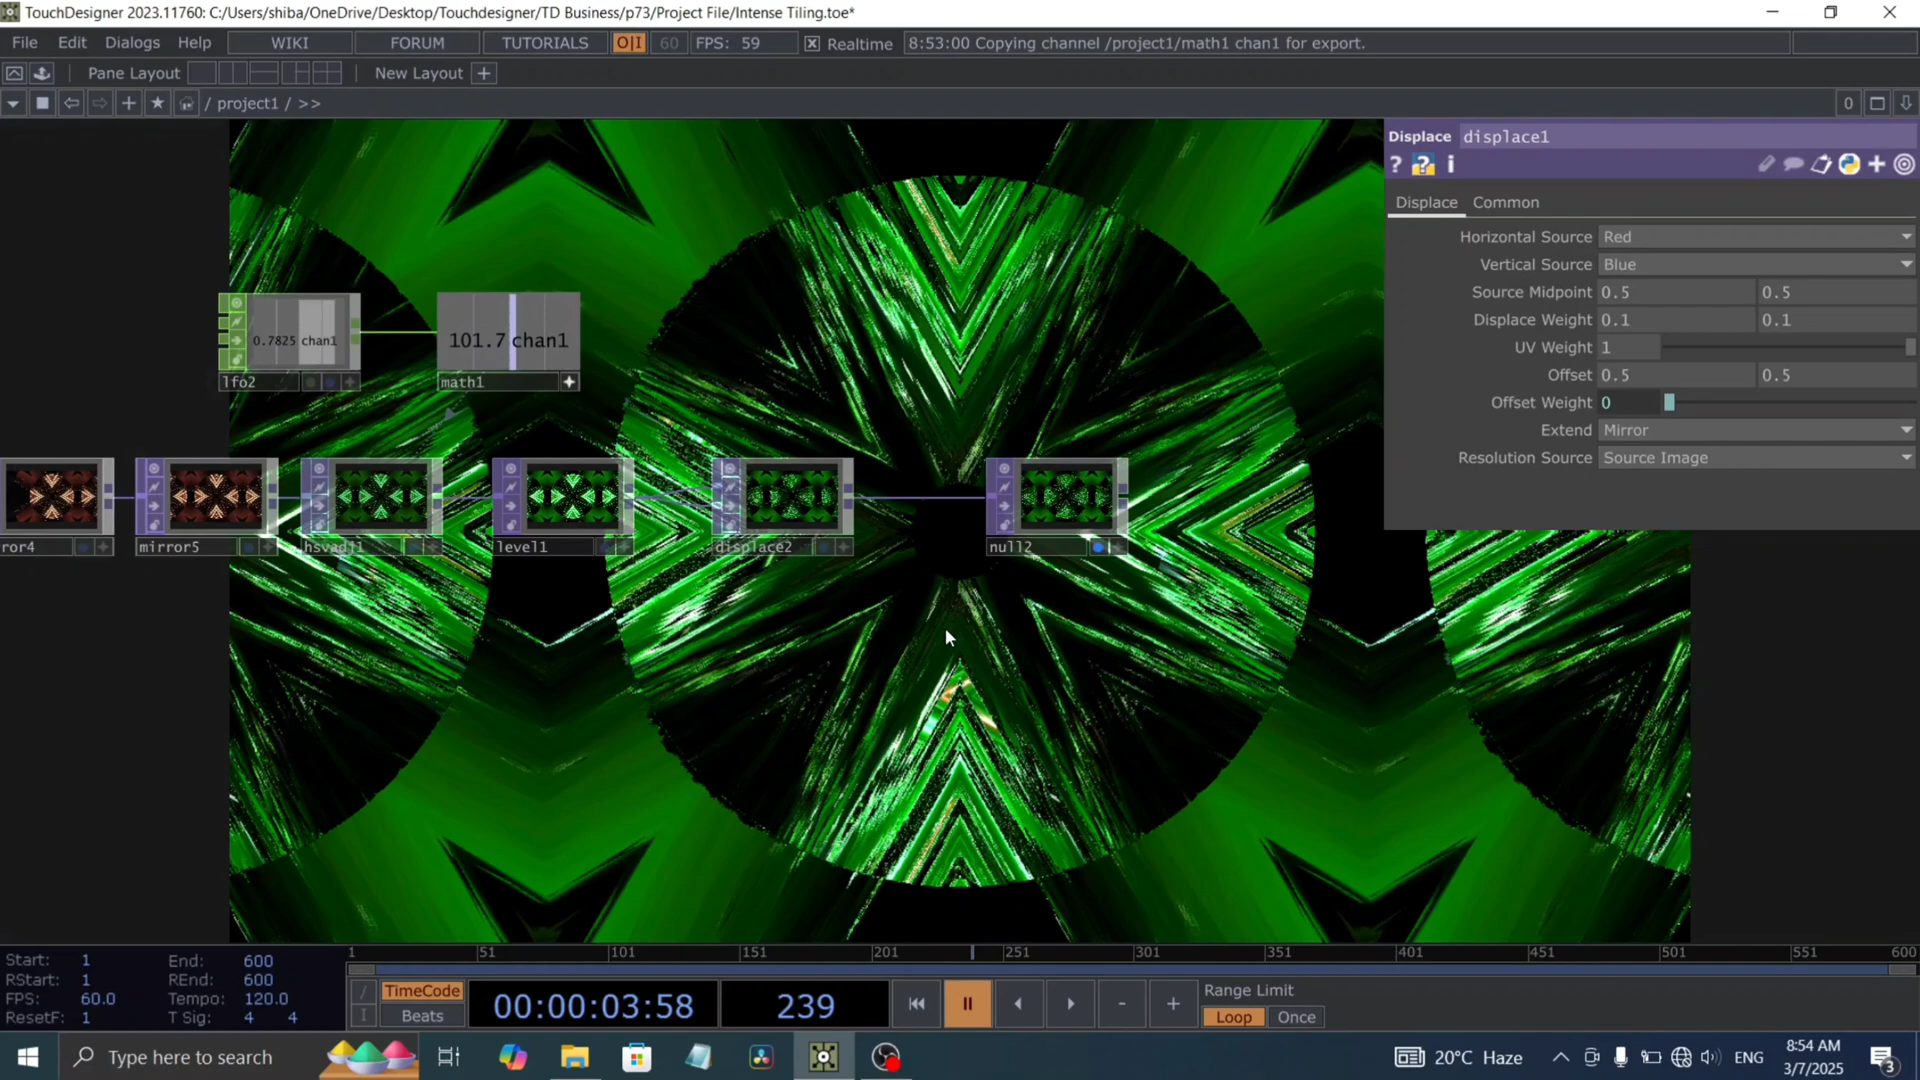 TouchDesigner 2023.11760: C:/Users/shiba/OneDrive/Desktop/Touchdesigner/TD Business/p73/Project File/Intense Tiling.toe*
File Edit Dialogs Help WIKI FORUM TUTORIALS O|I 60 FPS: 59 Realtime 8:53:00 Copying channel /project1/math1 chan1 for export.
Pane Layout New Layout +
/ project1 / >> 0
Displace displace1
Displace Common
Horizontal Source Red
Vertical Source Blue
Source Midpoint 0.5 0.5
Displace Weight 0.1 0.1
UV Weight 1
Offset 0.5 0.5
Offset Weight 0
Extend Mirror
Resolution Source Source Image
0.7825 chan1
lfo2
101.7 chan1
math1
ror4
mirror5
hsvadj1
level1
displace2
null2
1 51 101 151 201 251 301 351 401 451 501 551 600
Start: 1 End: 600
RStart: 1 REnd: 600
FPS: 60.0 Tempo: 120.0
ResetF: 1 T Sig: 4 4
TimeCode
Beats
00:00:03:58
239
Range Limit
Loop Once
Type here to search
20°C Haze
ENG
8:54 AM
3/7/2025
3